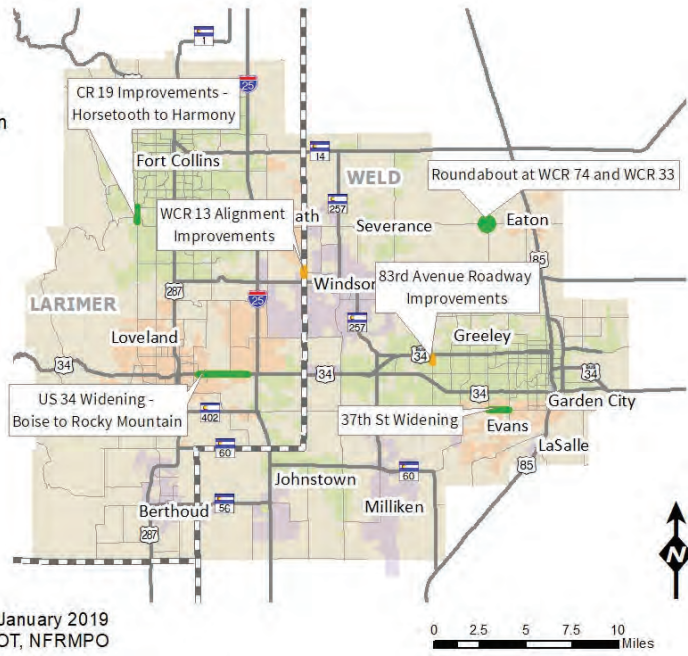 1
25
CR 19 Improvements -
Horsetooth to Harmony
n
14
Fort Collins
WELD
Roundabout at WCR 74 and WCR 33
257
WCR 13 Alignment
Improvements
ath
Severance
Eaton
85
83rd Avenue Roadway
Improvements
Windsor
287
25
LARIMER
257
Loveland
Greeley
34
34
34
34
34
US 34 Widening -
Boise to Rocky Mountain
402
37th St Widening
Garden City
Evans
LaSalle
60
85
Johnstown
60
Milliken
Berthoud
56
287
N
January 2019
OT, NFRMPO
0 2.5 5 7.5 10
Miles